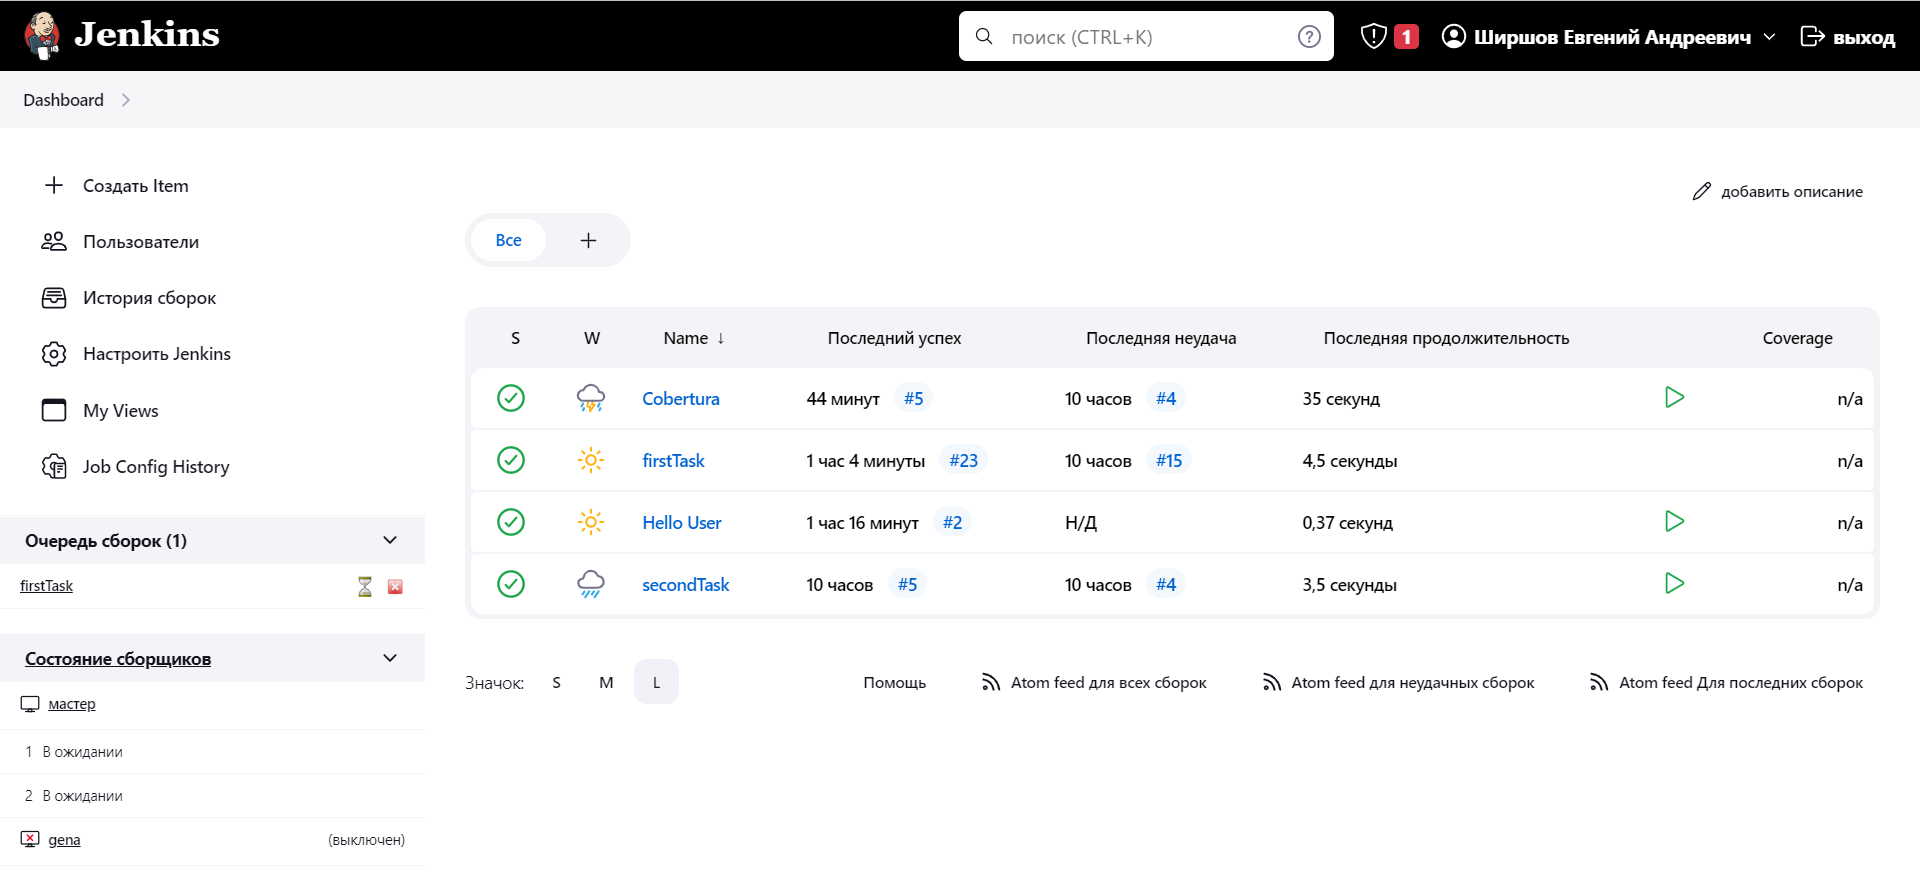 Jenkins
поиск (CTRL+K)
1
Ширшов Евгений Андреевич
выход
Dashboard
Создать Item
Пользователи
История сборок
Настроить Jenkins
My Views
Job Config History
Очередь сборок (1)
firstTask
Состояние сборщиков
мастер
1 В ожидании
2 В ожидании
gena (выключен)
добавить описание
Все
S W Name ↓ Последний успех Последняя неудача Последняя продолжительность Coverage
Cobertura 44 минут #5 10 часов #4 35 секунд n/a
firstTask 1 час 4 минуты #23 10 часов #15 4,5 секунды n/a
Hello User 1 час 16 минут #2 Н/Д 0,37 секунд n/a
secondTask 10 часов #5 10 часов #4 3,5 секунды n/a
Значок: S M L Помощь Atom feed для всех сборок Atom feed для неудачных сборок Atom feed Для последних сборок